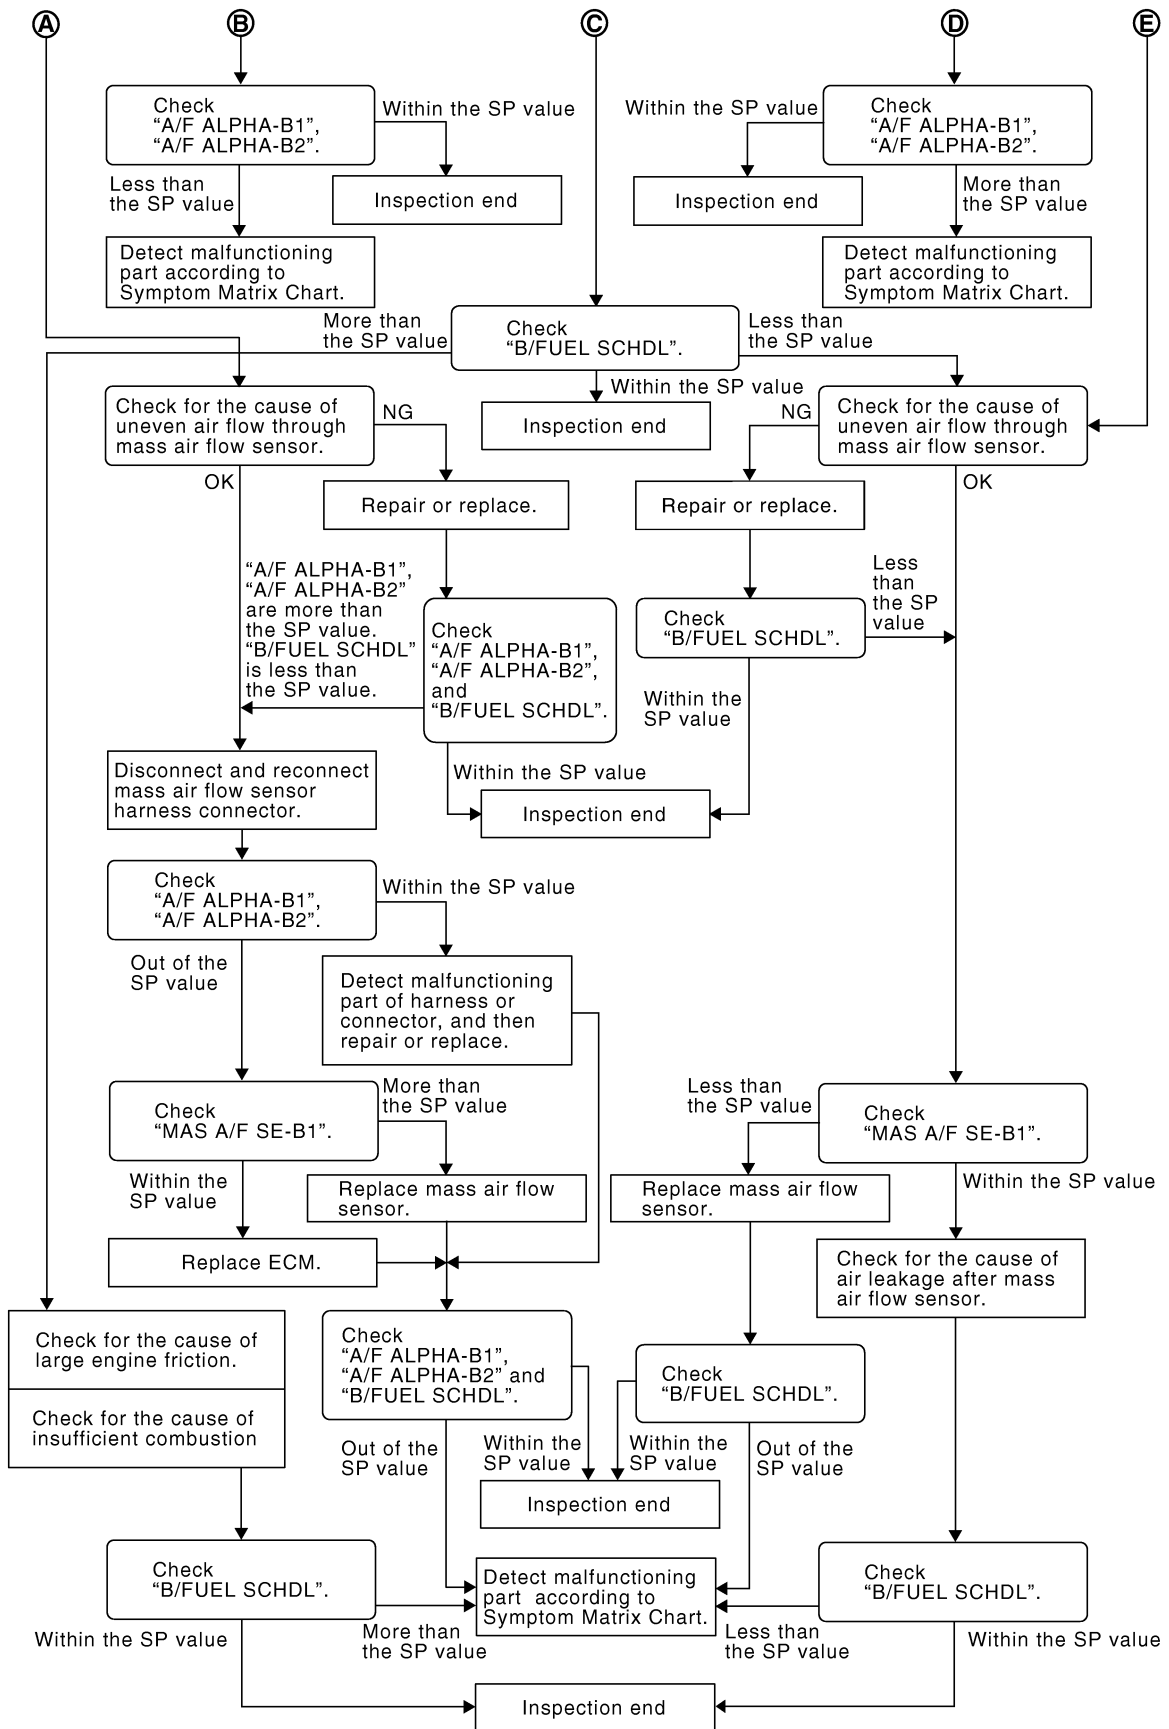 A
B
C
D
E
Check
“A/F ALPHA-B1”,
“A/F ALPHA-B2”.
Within the SP value
Less than
the SP value
Inspection end
Detect malfunctioning
part according to
Symptom Matrix Chart.
Within the SP value
Check
“A/F ALPHA-B1”,
“A/F ALPHA-B2”.
Inspection end
More than
the SP value
Detect malfunctioning
part according to
Symptom Matrix Chart.
More than
the SP value
Check
“B/FUEL SCHDL”.
Less than
the SP value
Within the SP value
Inspection end
Check for the cause of
uneven air flow through
mass air flow sensor.
NG
OK
Repair or replace.
NG
Check for the cause of
uneven air flow through
mass air flow sensor.
OK
Repair or replace.
“A/F ALPHA-B1”,
“A/F ALPHA-B2”
are more than
the SP value.
“B/FUEL SCHDL”
is less than
the SP value.
Check
“A/F ALPHA-B1”,
“A/F ALPHA-B2”,
and
“B/FUEL SCHDL”.
Check
“B/FUEL SCHDL”.
Less
than
the SP
value
Within the
SP value
Within the SP value
Inspection end
Disconnect and reconnect
mass air flow sensor
harness connector.
Check
“A/F ALPHA-B1”,
“A/F ALPHA-B2”.
Within the SP value
Out of the
SP value
Detect malfunctioning
part of harness or
connector, and then
repair or replace.
Check
“MAS A/F SE-B1”.
More than
the SP value
Within the
SP value
Replace mass air flow
sensor.
Replace ECM.
Less than
the SP value
Check
“MAS A/F SE-B1”.
Within the SP value
Replace mass air flow
sensor.
Check for the cause of
air leakage after mass
air flow sensor.
Check for the cause of
large engine friction.
Check for the cause of
insufficient combustion
Check
“A/F ALPHA-B1”,
“A/F ALPHA-B2” and
“B/FUEL SCHDL”.
Check
“B/FUEL SCHDL”.
Out of the
SP value
Within the
SP value
Within the
SP value
Out of the
SP value
Inspection end
Check
“B/FUEL SCHDL”.
Detect malfunctioning
part  according to
Symptom Matrix Chart.
Check
“B/FUEL SCHDL”.
Within the SP value
More than
the SP value
Less than
the SP value
Within the SP value
Inspection end